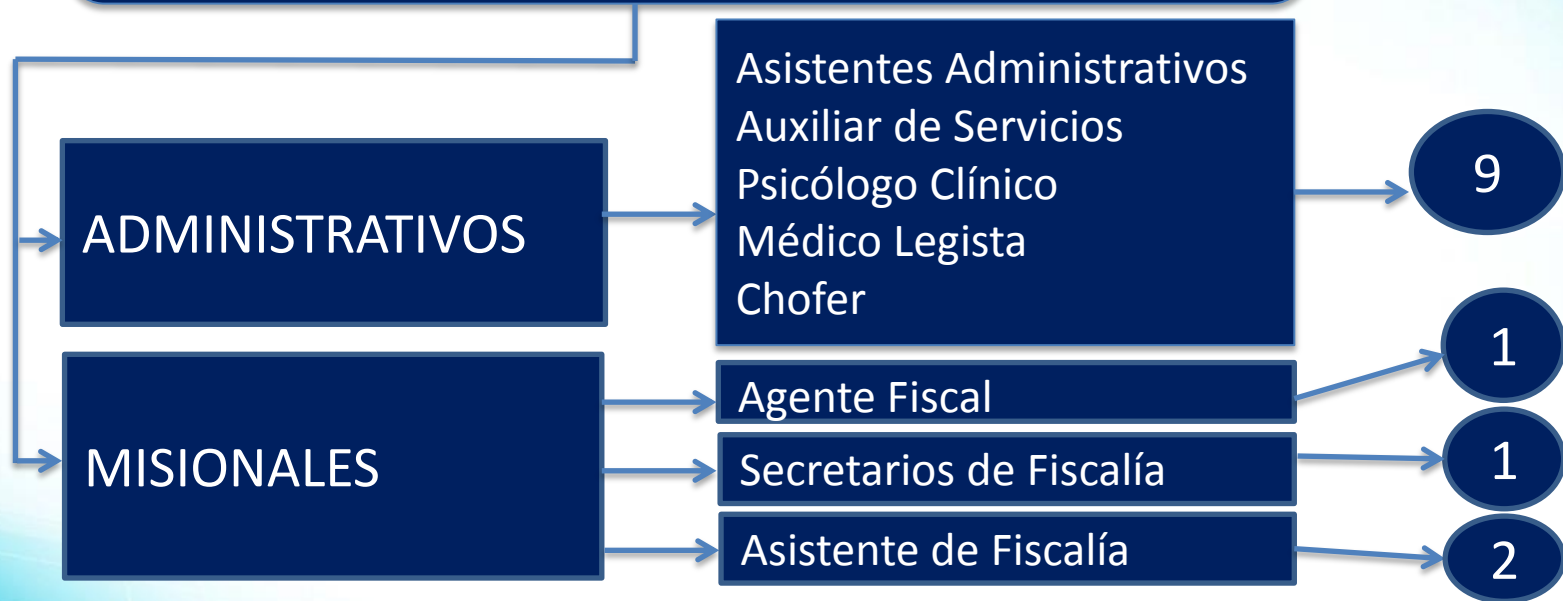 ADMINISTRATIVOS
Asistentes Administrativos
Auxiliar de Servicios
Psicólogo Clínico
Médico Legista
Chofer
9
MISIONALES
Agente Fiscal
1
Secretarios de Fiscalía
1
Asistente de Fiscalía
2